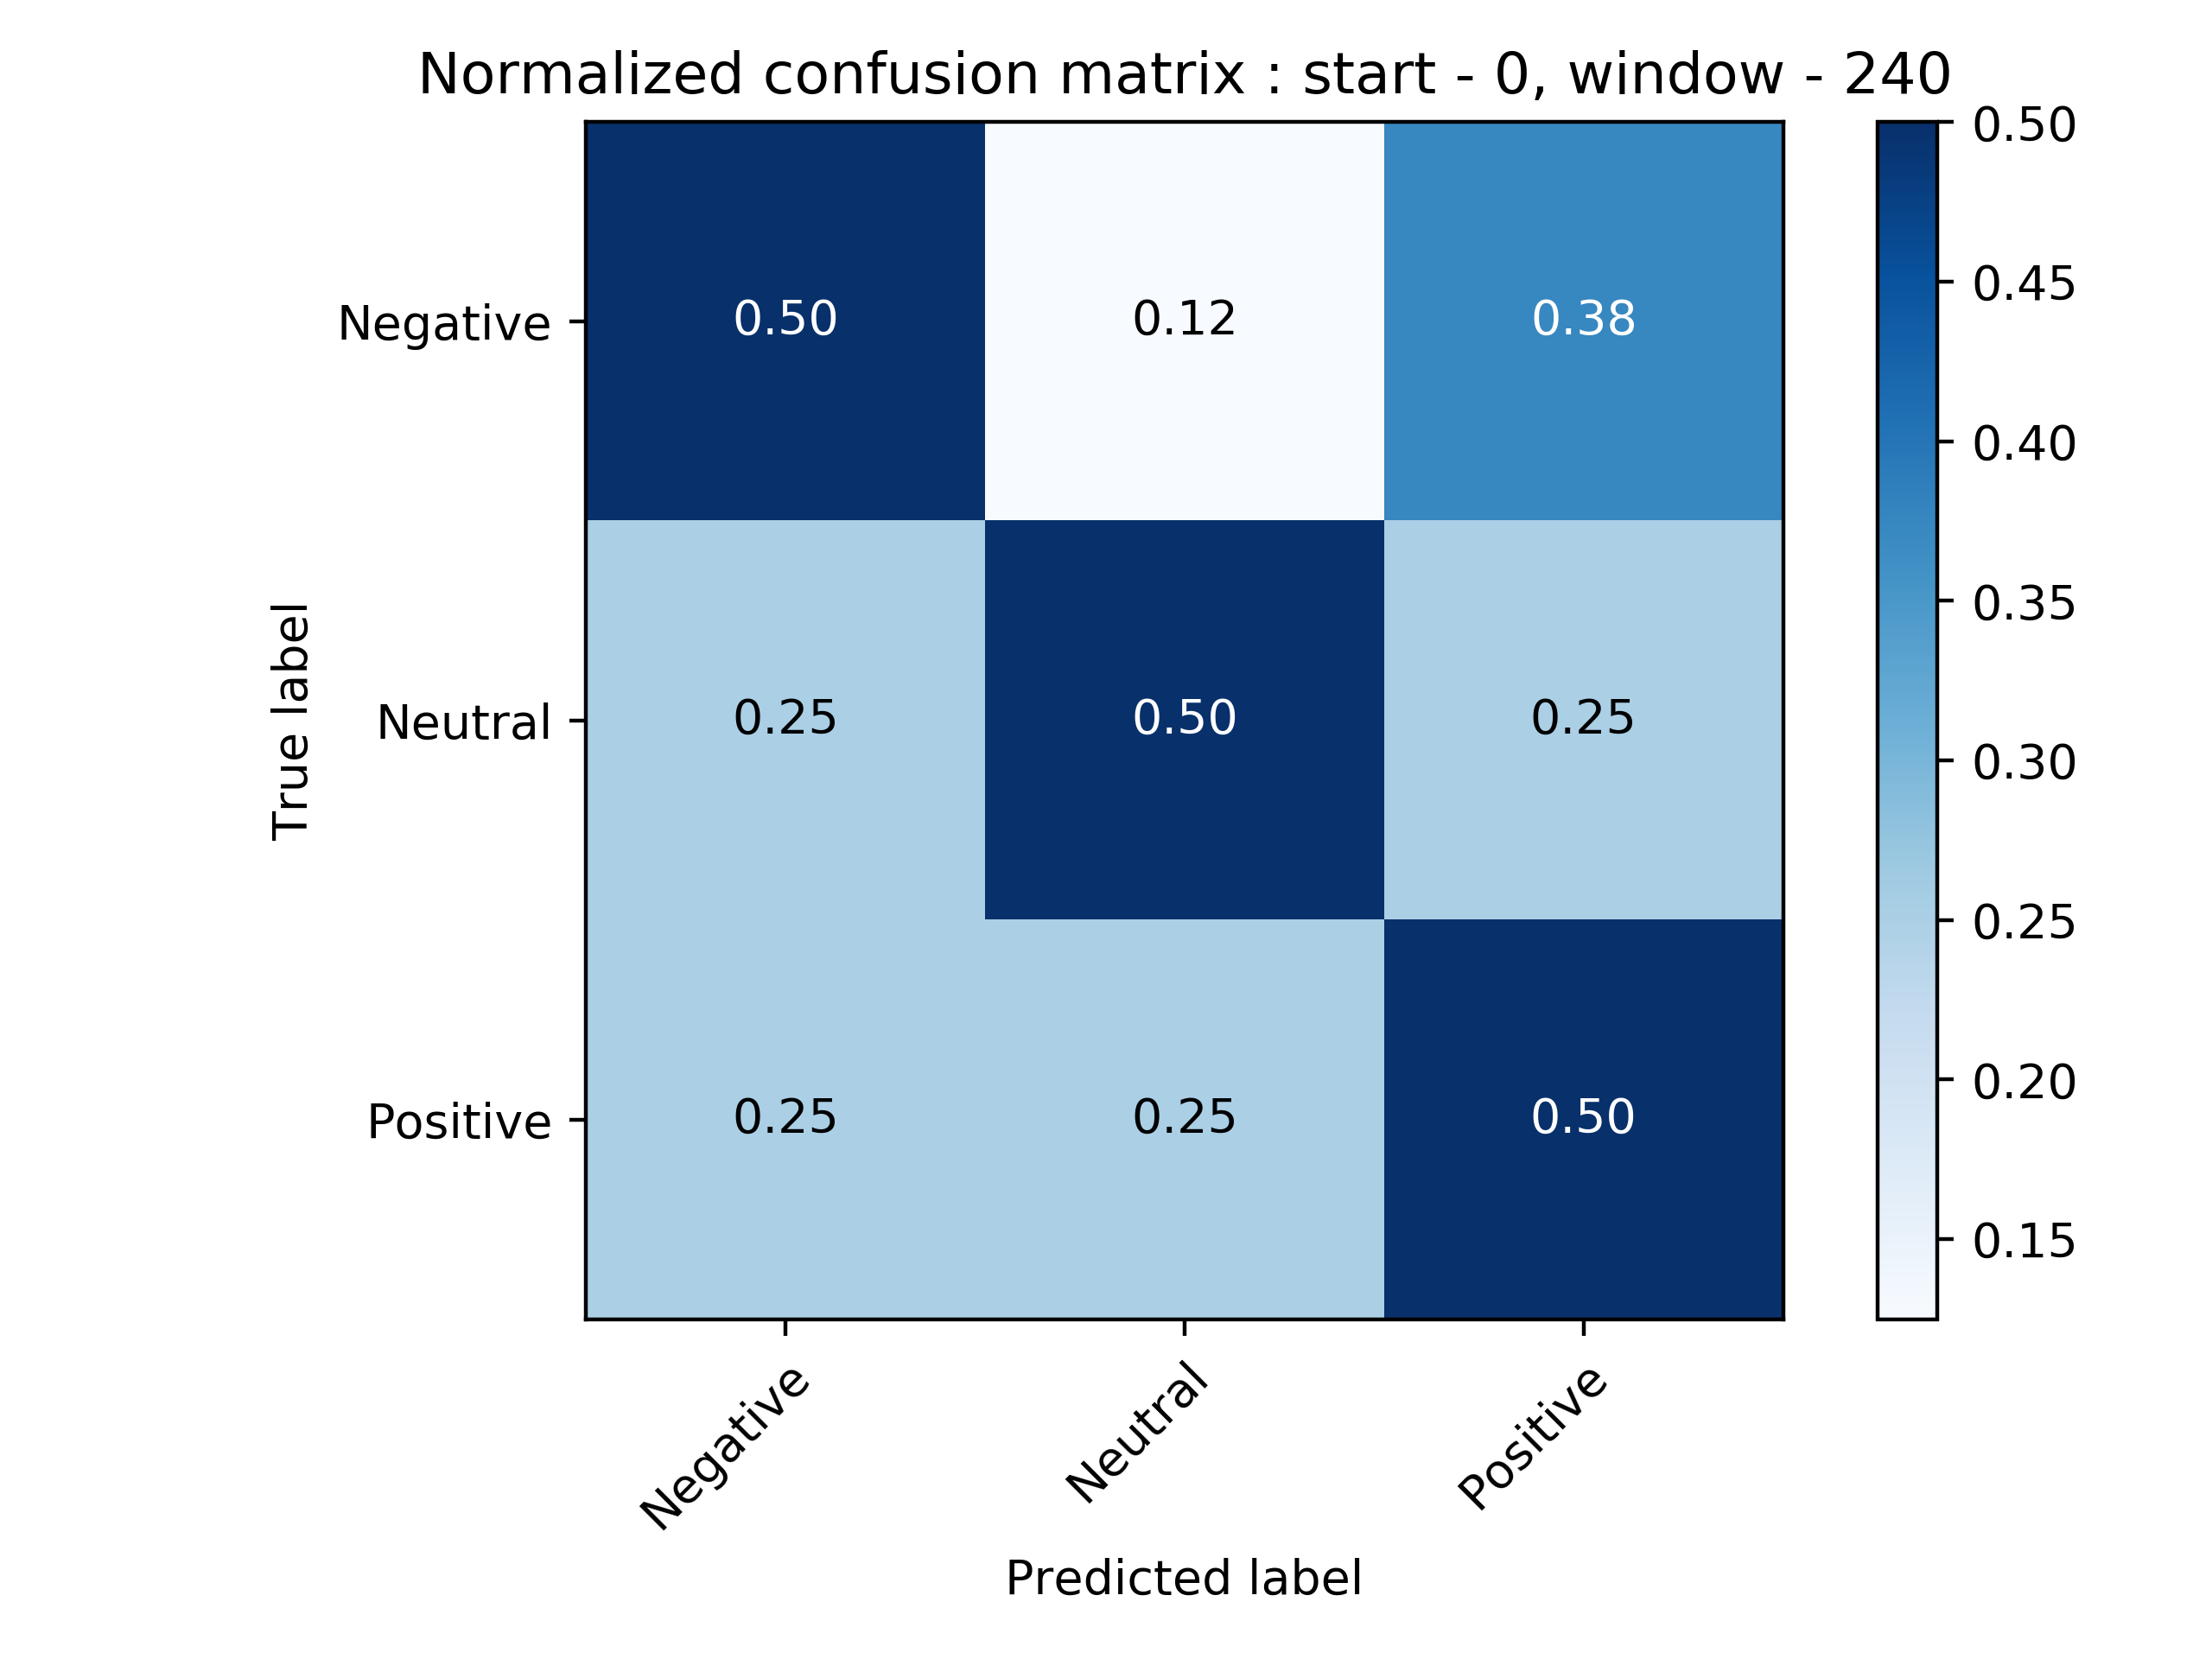 Normalized confusion matrix : start - 0, window - 240
True label
Negative
Neutral
Positive
0.50 0.12 0.38
0.25 0.50 0.25
0.25 0.25 0.50
Negative
Neutral
Positive
Predicted label
0.50
0.45
0.40
0.35
0.30
0.25
0.20
0.15